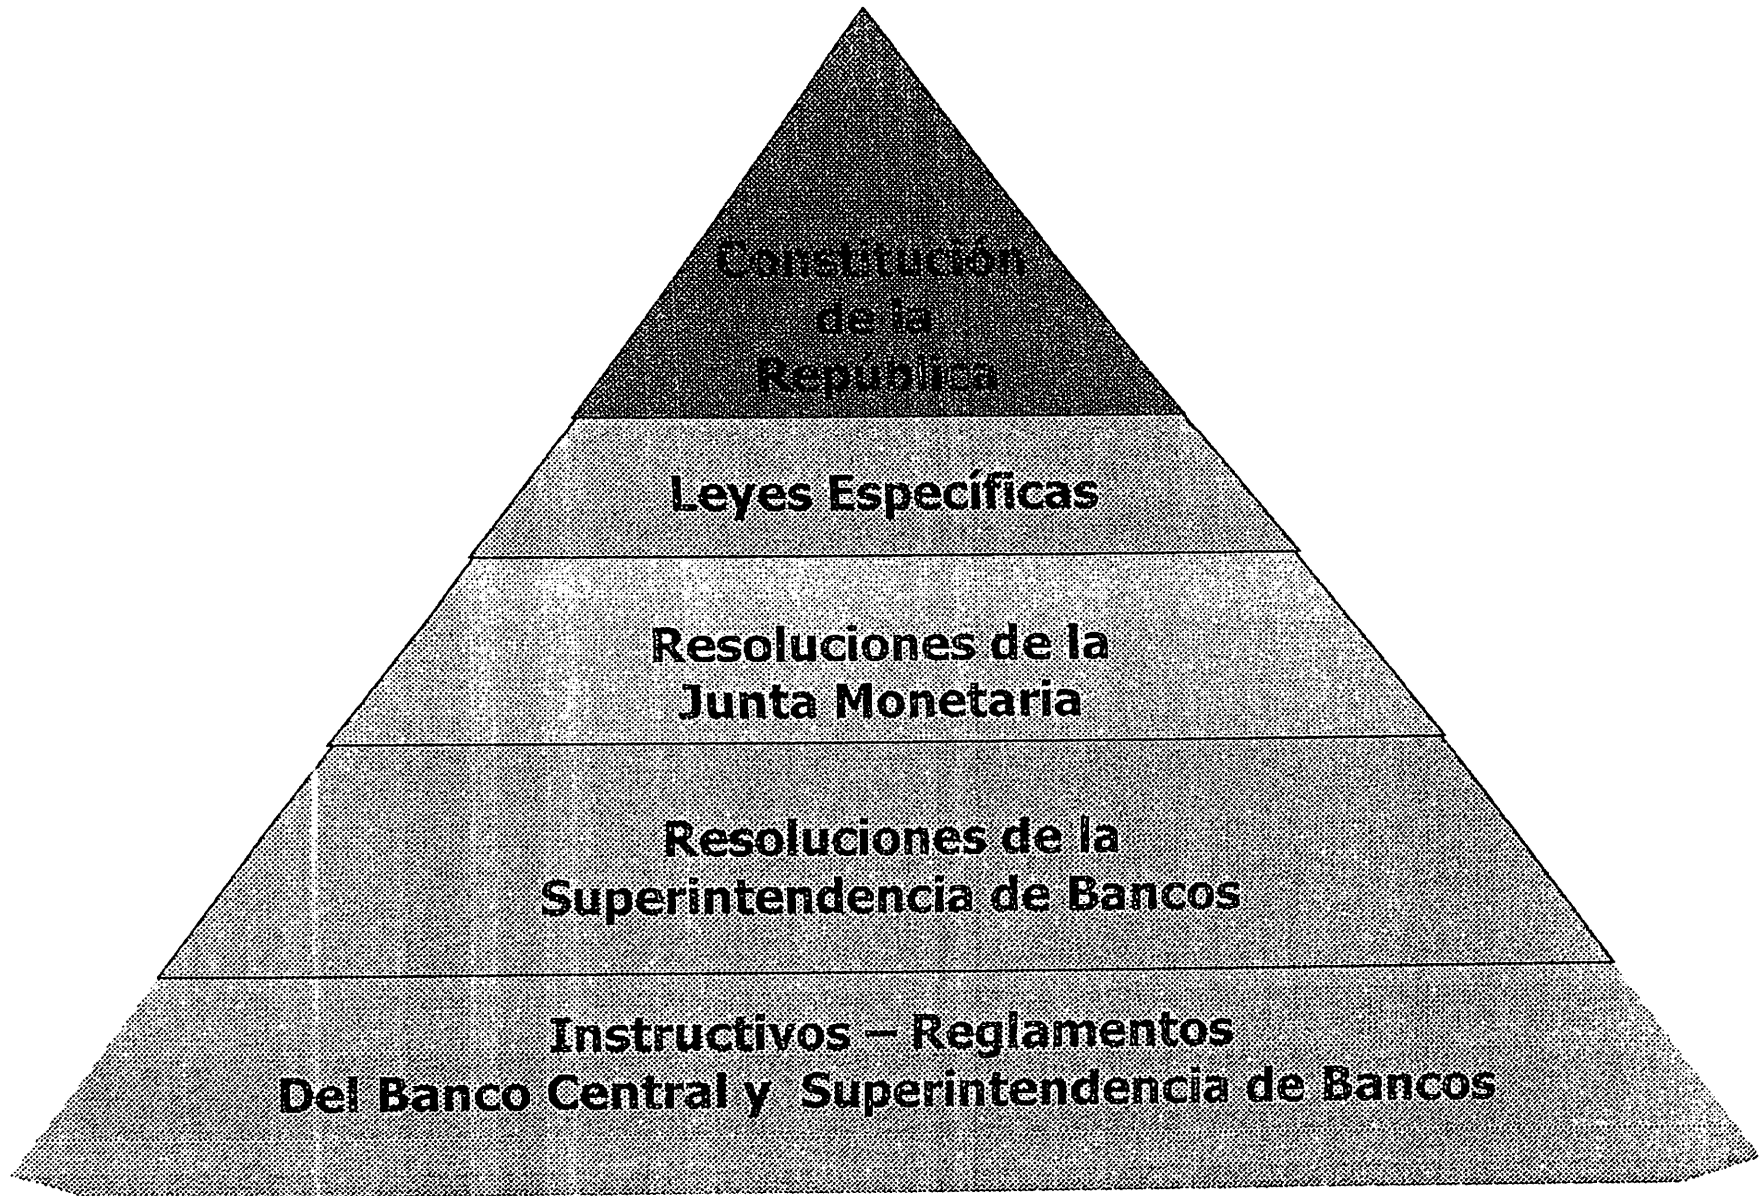 Constitución
de la
República
Leyes Específicas
Resoluciones de la
Junta Monetaria
Resoluciones de la
Superintendencia de Bancos
Instructivos – Reglamentos
Del Banco Central y Superintendencia de Bancos